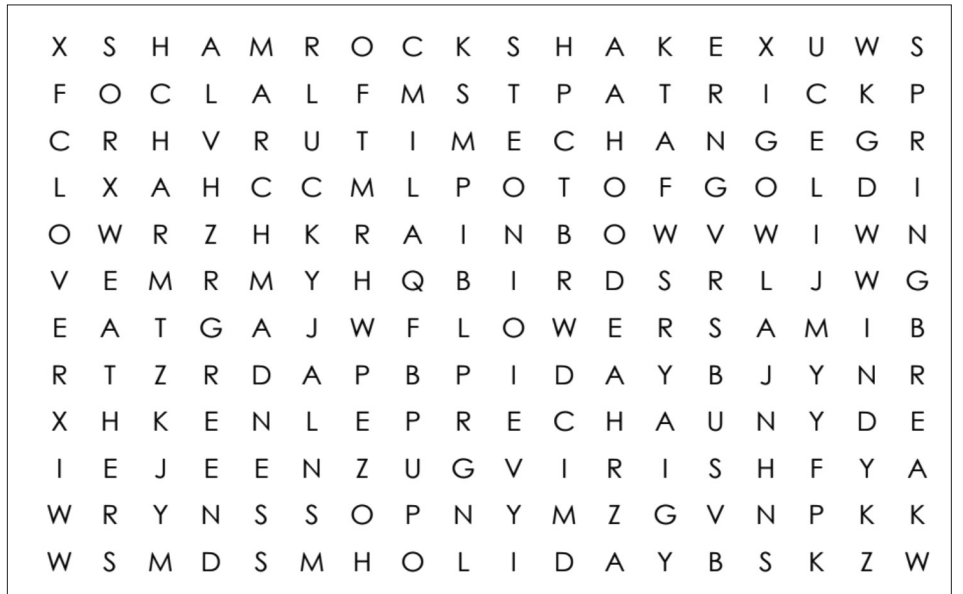 X S H A M R O C K S H A K E X U W S
F O C L A L F M S T P A T R I C K P
C R H V R U T I M E C H A N G E G R
L X A H C C M L P O T O F G O L D I
O W R Z H K R A I N B O W V W I W N
V E M R M Y H Q B I R D S R L J W G
E A T G A J W F L O W E R S A M I B
R T Z R D A P B P I D A Y B J Y N R
X H K E N L E P R E C H A U N Y D E
I E J E E N Z U G V I R I S H F Y A
W R Y N S S O P N Y M Z G V N P K K
W S M D S M H O L I D A Y B S K Z W